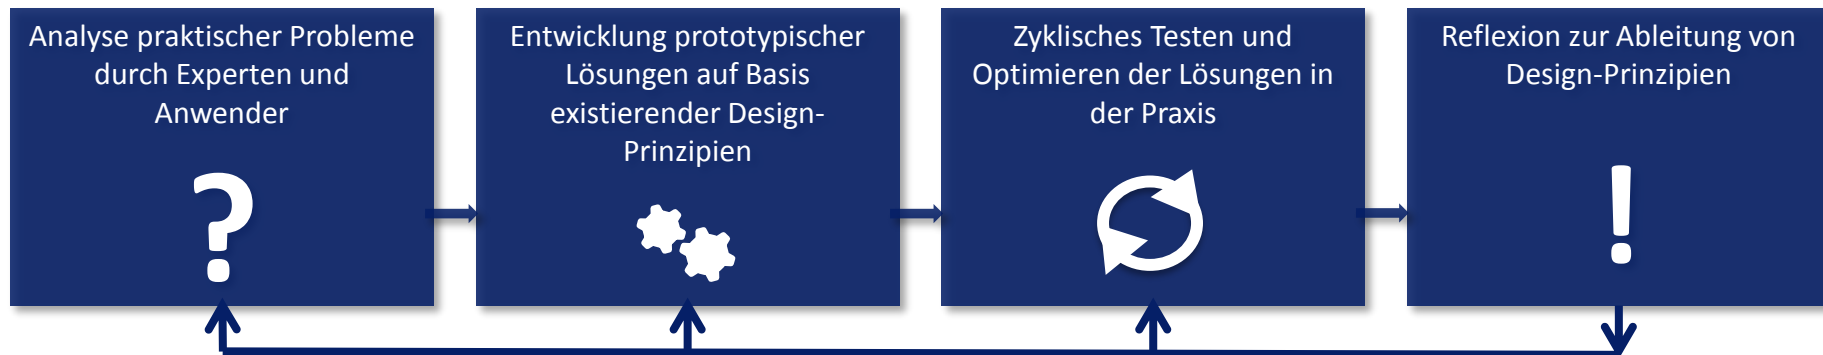 Analyse praktischer Probleme
durch Experten und
Anwender
?
Entwicklung prototypischer
Lösungen auf Basis
existierender Design-
Prinzipien
Zyklisches Testen und
Optimieren der Lösungen in
der Praxis
Reflexion zur Ableitung von
Design-Prinzipien
!